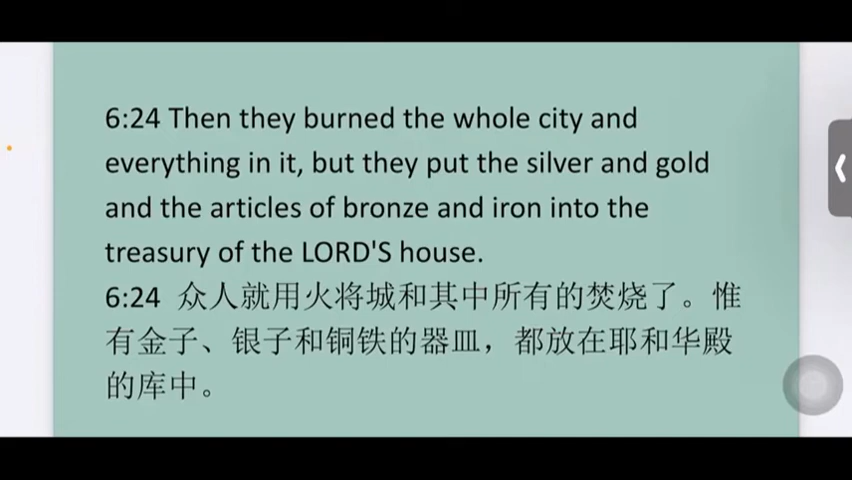 6:24 Then they burned the whole city and
everything in it, but they put the silver and gold
and the articles of bronze and iron into the
treasury of the LORD'S house.
6:24 众人就用火将城和其中所有的焚烧了。惟
有金子、银子和铜铁的器皿，都放在耶和华殿
的库中。